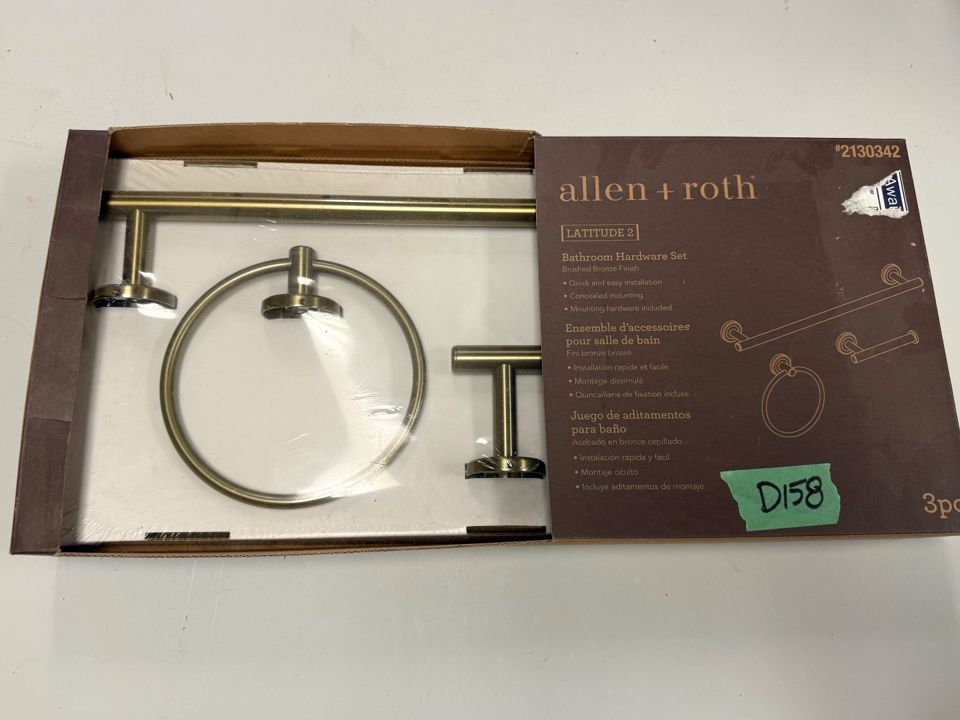 #2130342
allen + roth
LATITUDE 2
Bathroom Hardware Set
Brushed Bronze Finish
• Quick and easy installation
• Concealed mounting
• Mounting hardware included
Ensemble d'accessoires
pour salle de bain
Fini bronze brossé
• Installation rapide et facile
• Montage dissimulé
• Quincaillerie de fixation incluse
Juego de aditamentos
para baño
Acabado en bronce cepillado
• Instalación rápida y fácil
• Montaje oculto
• Incluye aditamentos de montaje
D158
3pc